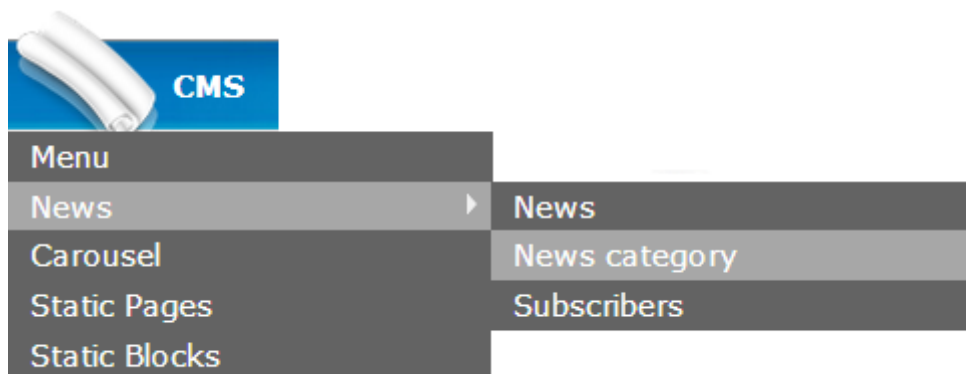 CMS
Menu
News
Carousel
Static Pages
Static Blocks
News
News category
Subscribers